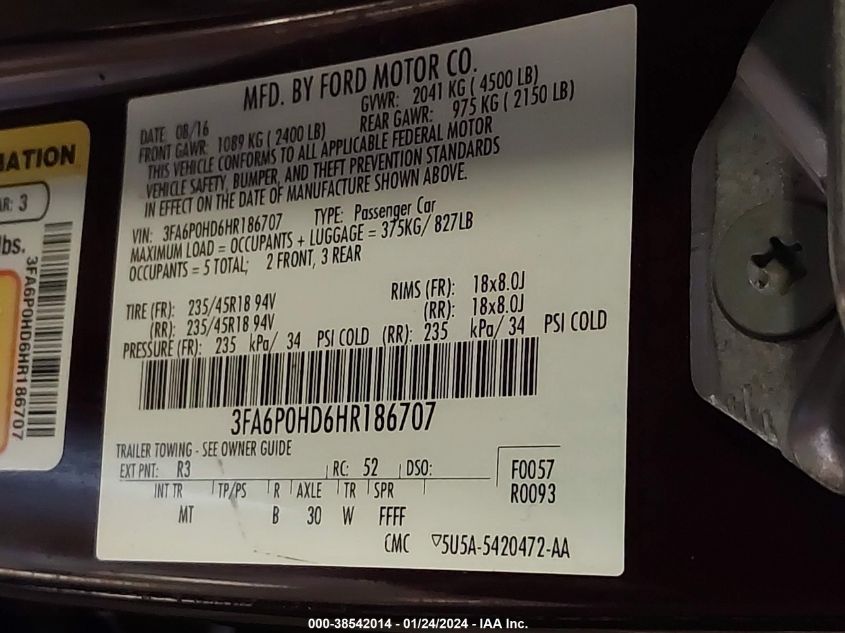 MFD. BY FORD MOTOR CO.
DATE: 08/16 GVWR: 2041 KG ( 4500 LB)
FRONT GAWR: 1089 KG (2400 LB) REAR GAWR: 975 KG ( 2150 LB)
THIS VEHICLE CONFORMS TO ALL APPLICABLE FEDERAL MOTOR
VEHICLE SAFETY, BUMPER, AND THEFT PREVENTION STANDARDS
IN EFFECT ON THE DATE OF MANUFACTURE SHOWN ABOVE.
VIN: 3FA6P0HD6HR186707 TYPE: Passenger Car
MAXIMUM LOAD = OCCUPANTS + LUGGAGE = 375KG/ 827LB
OCCUPANTS = 5 TOTAL; 2 FRONT, 3 REAR
TIRE (FR): 235/45R18 94V RIMS (FR): 18x8.0J
(RR): 235/45R18 94V (RR): 18x8.0J
PRESSURE (FR): 235 kPa/ 34 PSI COLD (RR): 235 kPa/ 34 PSI COLD
3FA6P0HD6HR186707
TRAILER TOWING - SEE OWNER GUIDE
EXT PNT: R3 RC: 52 DSO: F0057
R0093
INT TR TP/PS R AXLE TR SPR
MT B 30 W FFFF
CMC ▽5U5A-5420472-AA
MATION
AR: 3
lbs.
3FA6P0HD6HR186707
000-38542014 - 01/24/2024 - IAA Inc.